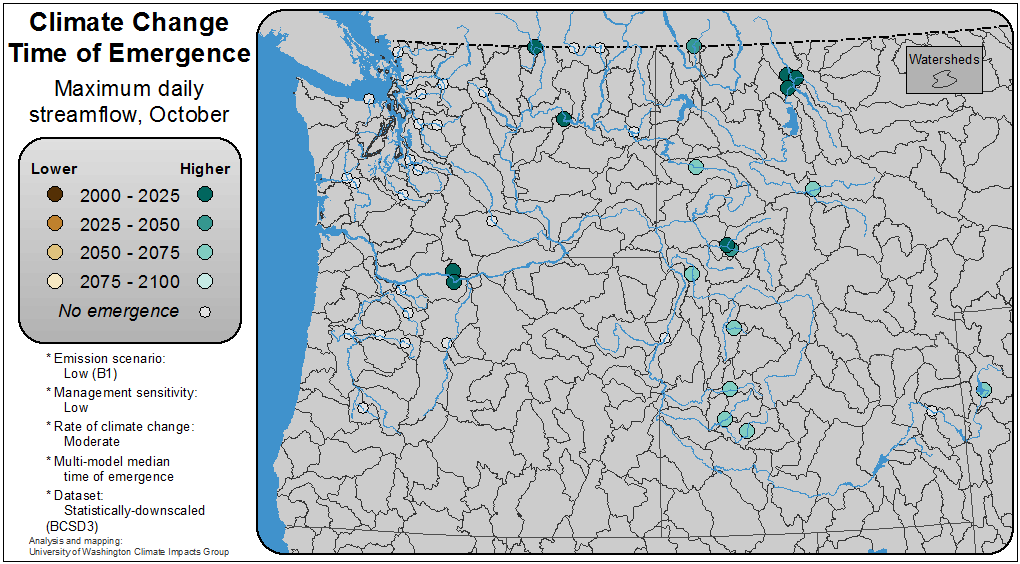 Climate Change
Time of Emergence
Maximum daily
streamflow, October
Lower Higher
2000 - 2025
2025 - 2050
2050 - 2075
2075 - 2100
No emergence
* Emission scenario:
Low (B1)
* Management sensitivity:
Low
* Rate of climate change:
Moderate
* Multi-model median
time of emergence
* Dataset:
Statistically-downscaled
(BCSD3)
Analysis and mapping:
University of Washington Climate Impacts Group
Watersheds